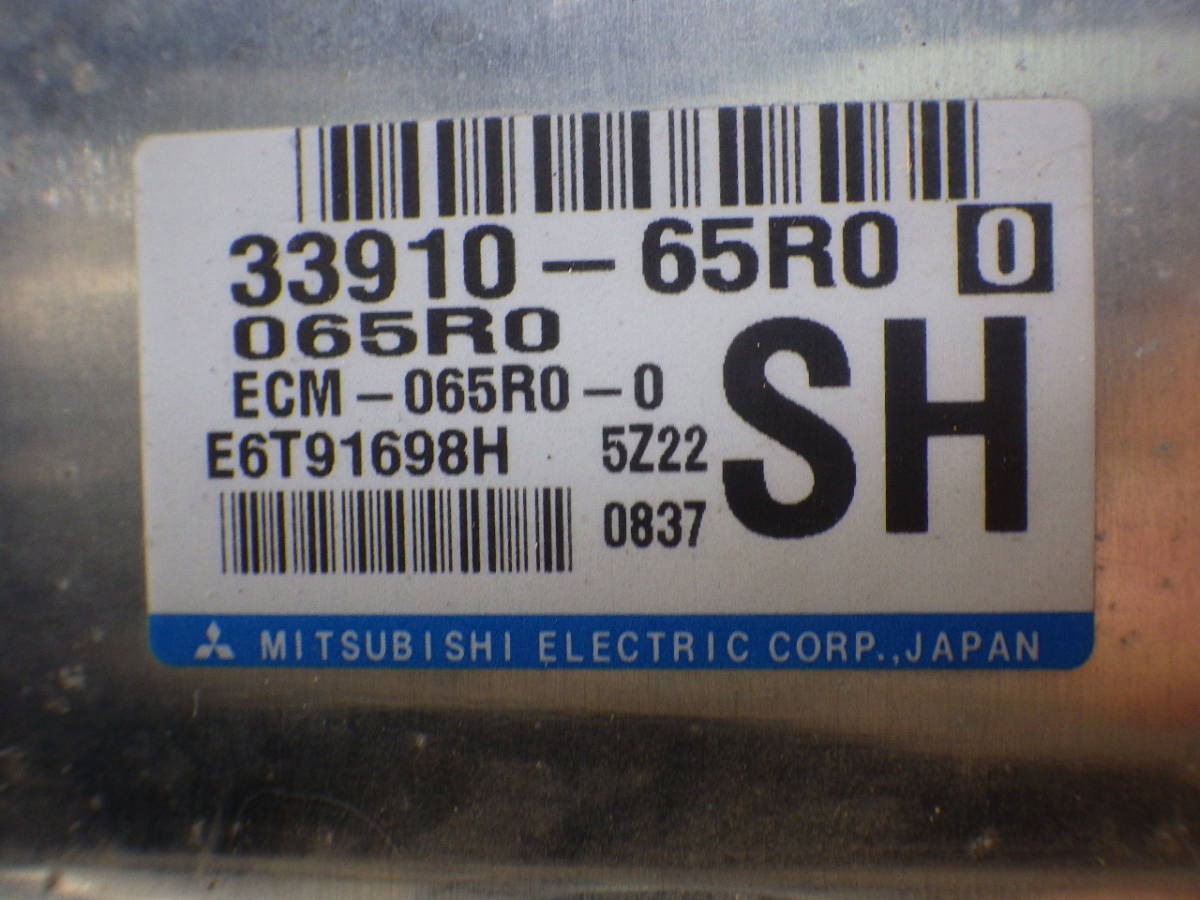 33910-65R0 0
065R0
ECM-065R0-0
E6T91698H 5Z22
0837
SH
MITSUBISHI ELECTRIC CORP.,JAPAN